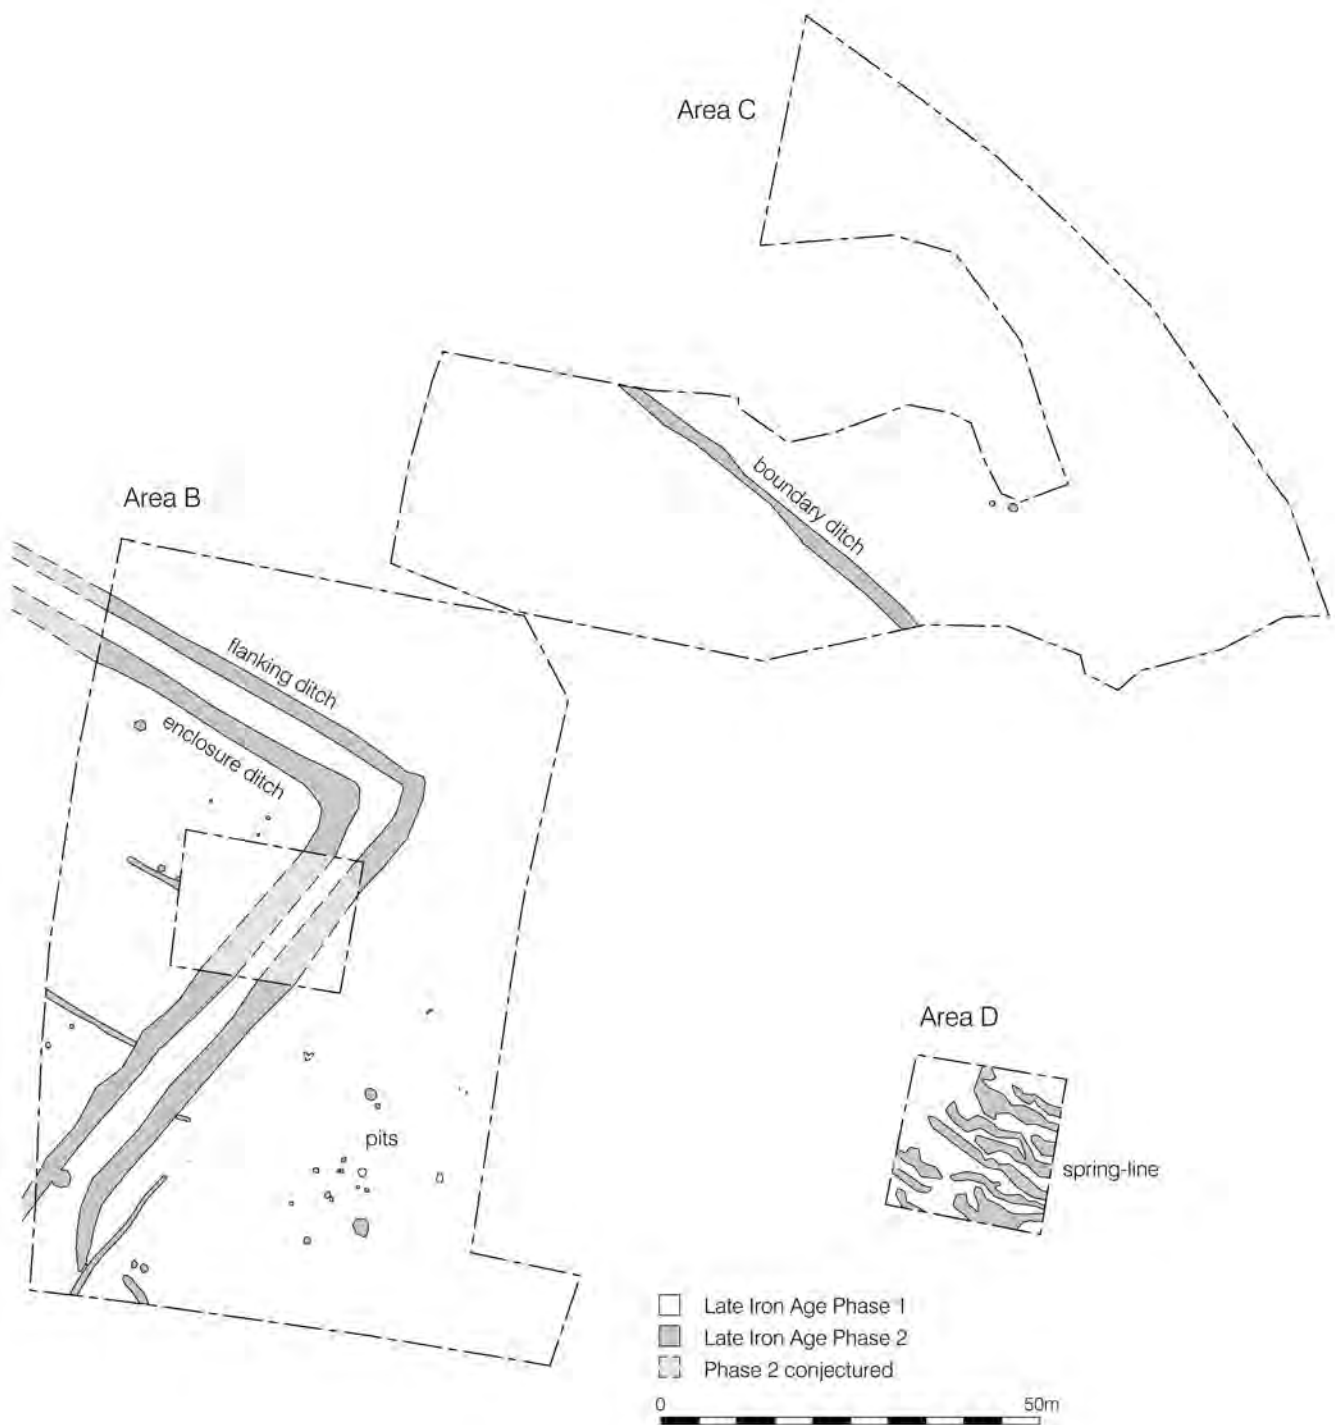 Area C
boundary ditch
Area B
flanking ditch
enclosure ditch
Area D
pits
spring-line
Late Iron Age Phase 1
Late Iron Age Phase 2
Phase 2 conjectured
0 50m